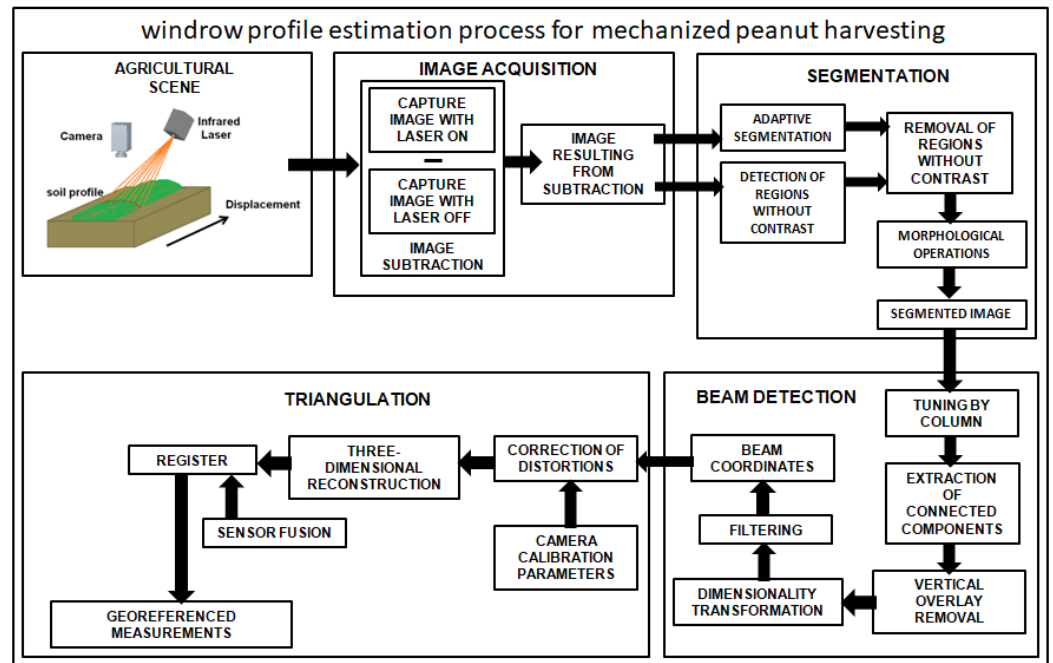 windrow profile estimation process for mechanized peanut harvesting
AGRICULTURAL
SCENE
Camera
Infrared
Laser
soil profile
Displacement
IMAGE ACQUISITION
CAPTURE
IMAGE WITH
LASER ON
CAPTURE
IMAGE WITH
LASER OFF
IMAGE
SUBTRACTION
IMAGE
RESULTING
FROM
SUBTRACTION
SEGMENTATION
ADAPTIVE
SEGMENTATION
DETECTION OF
REGIONS
WITHOUT
CONTRAST
REMOVAL OF
REGIONS
WITHOUT
CONTRAST
MORPHOLOGICAL
OPERATIONS
SEGMENTED IMAGE
BEAM DETECTION
TUNING BY
COLUMN
EXTRACTION
OF
CONNECTED
COMPONENTS
VERTICAL
OVERLAY
REMOVAL
DIMENSIONALITY
TRANSFORMATION
FILTERING
BEAM
COORDINATES
TRIANGULATION
CORRECTION OF
DISTORTIONS
CAMERA
CALIBRATION
PARAMETERS
THREE-
DIMENSIONAL
RECONSTRUCTION
REGISTER
SENSOR FUSION
GEOREFERENCED
MEASUREMENTS